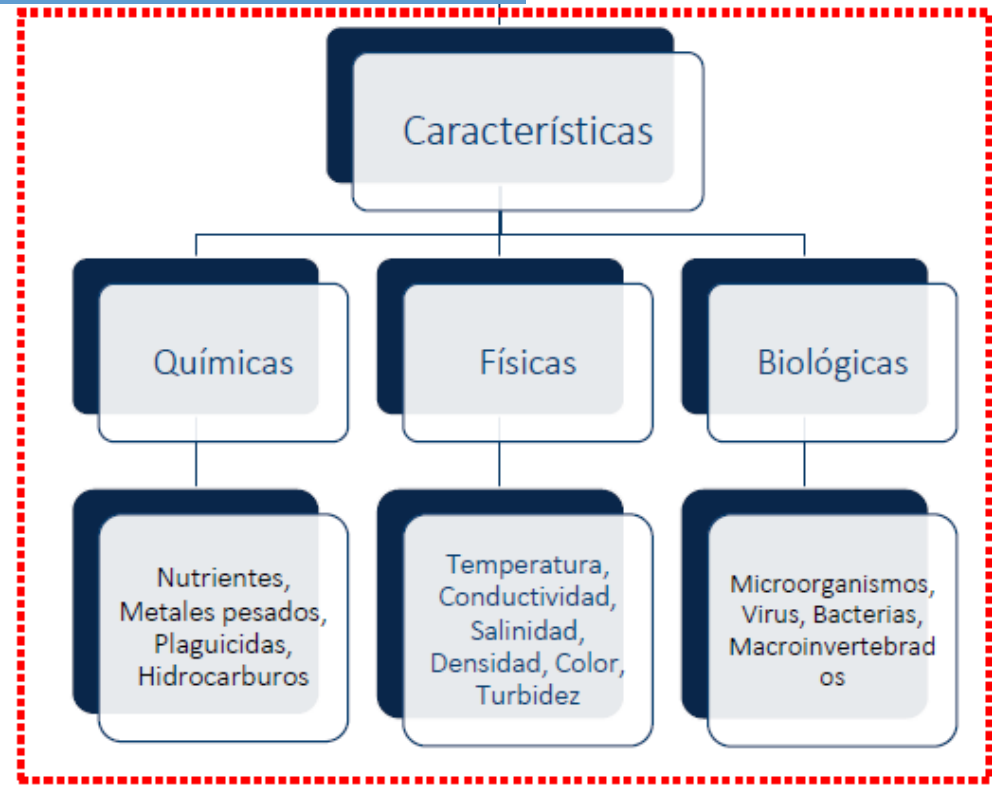 Características
Químicas
Físicas
Biológicas
Nutrientes,
Metales pesados,
Plaguicidas,
Hidrocarburos
Temperatura,
Conductividad,
Salinidad,
Densidad, Color,
Turbidez
Microorganismos,
Virus, Bacterias,
Macroinvertebrad
os